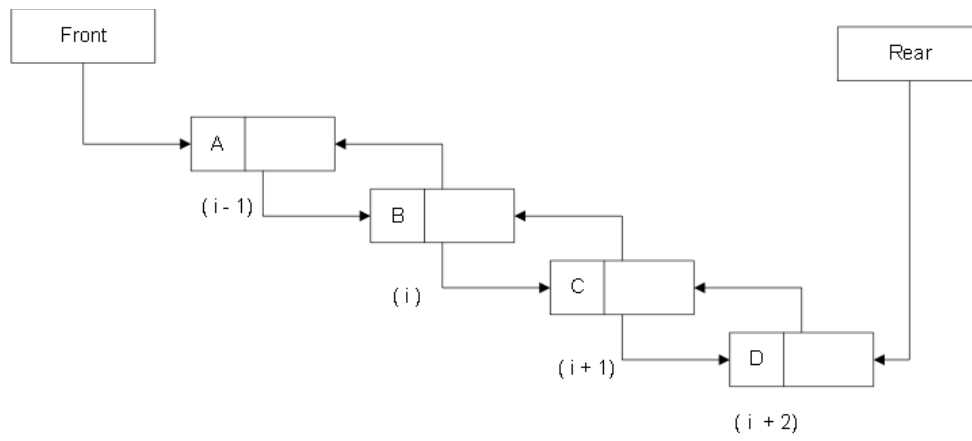 Front
Rear
A
( i - 1)
B
( i )
C
( i + 1)
D
( i + 2)